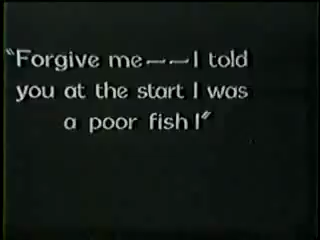 "Forgive me——I told
you at the start I was
a poor fish!"